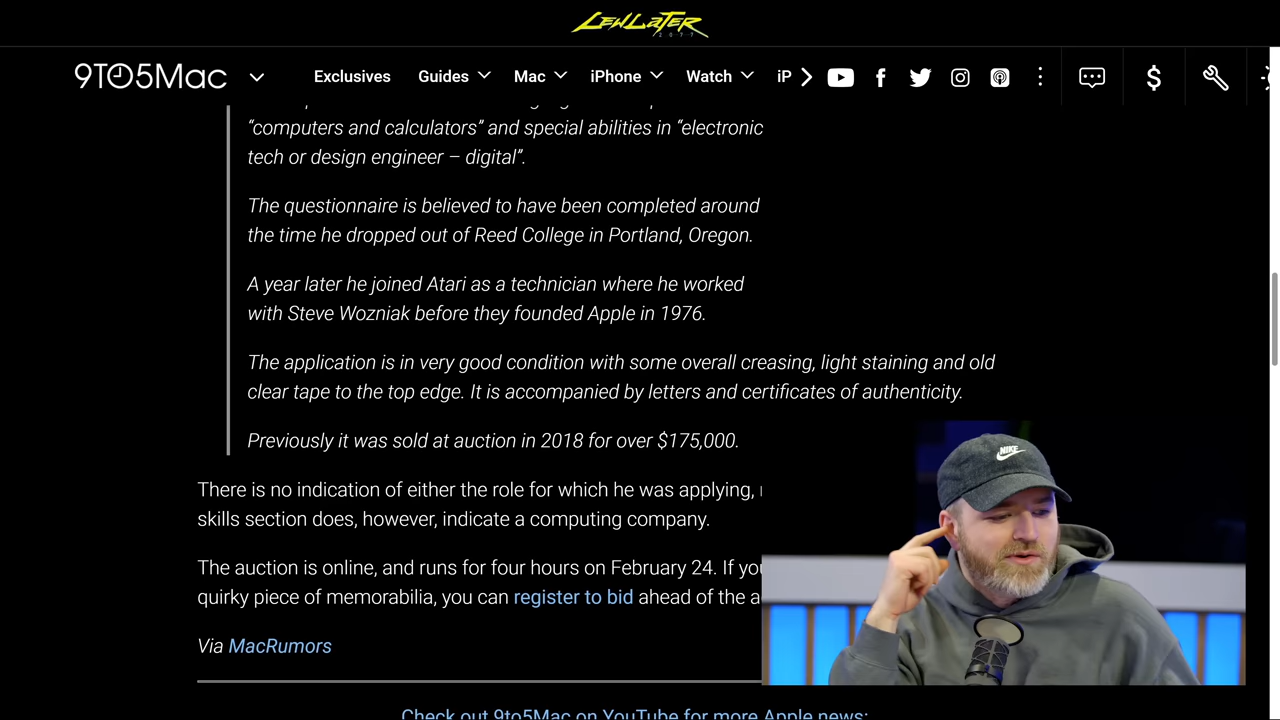 LEWLATER
2077
9TO5Mac
Exclusives Guides Mac iPhone Watch iP
“computers and calculators” and special abilities in “electronic
tech or design engineer – digital”.
The questionnaire is believed to have been completed around
the time he dropped out of Reed College in Portland, Oregon.
A year later he joined Atari as a technician where he worked
with Steve Wozniak before they founded Apple in 1976.
The application is in very good condition with some overall creasing, light staining and old
clear tape to the top edge. It is accompanied by letters and certificates of authenticity.
Previously it was sold at auction in 2018 for over $175,000.
There is no indication of either the role for which he was applying,
skills section does, however, indicate a computing company.
The auction is online, and runs for four hours on February 24. If you
quirky piece of memorabilia, you can register to bid ahead of the a
Via MacRumors
Check out 9to5Mac on YouTube for more Apple news:
NIKE